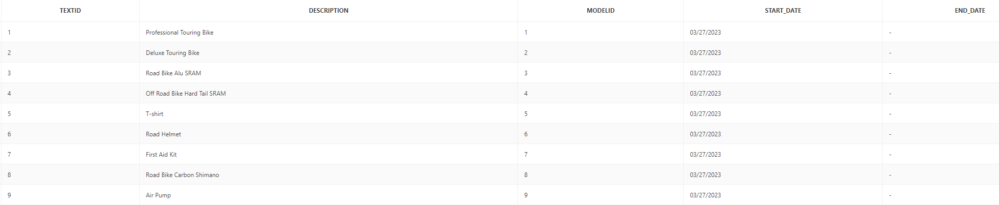 TEXTID DESCRIPTION MODELID START_DATE END_DATE
1 Professional Touring Bike 1 03/27/2023 -
2 Deluxe Touring Bike 2 03/27/2023 -
3 Road Bike Alu SRAM 3 03/27/2023 -
4 Off Road Bike Hard Tail SRAM 4 03/27/2023 -
5 T-shirt 5 03/27/2023 -
6 Road Helmet 6 03/27/2023 -
7 First Aid Kit 7 03/27/2023 -
8 Road Bike Carbon Shimano 8 03/27/2023 -
9 Air Pump 9 03/27/2023 -